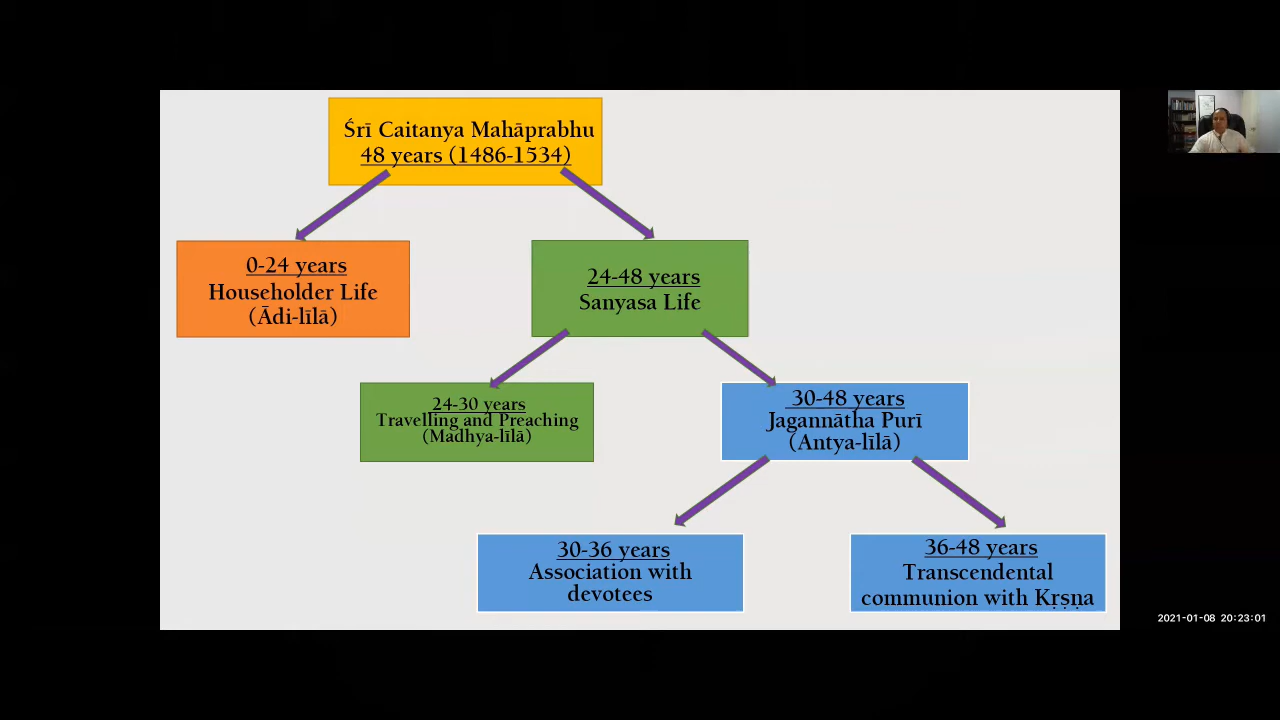 Śrī Caitanya Mahāprabhu
48 years (1486-1534)
0-24 years
Householder Life
(Ādi-līlā)
24-48 years
Sanyasa Life
24-30 years
Travelling and Preaching
(Madhya-līlā)
30-48 years
Jagannātha Purī
(Antya-līlā)
30-36 years
Association with
devotees
36-48 years
Transcendental
communion with Kṛṣṇa
2021-01-08 20:23:01